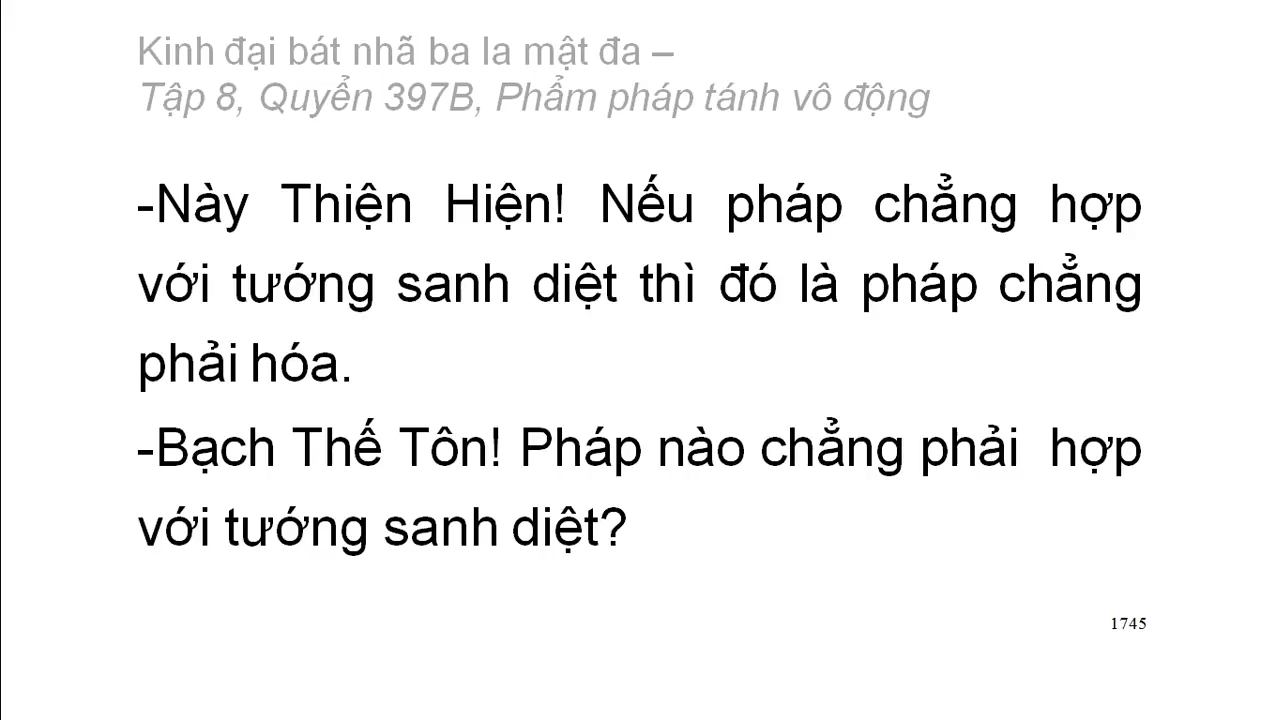 Kinh đại bát nhã ba la mật đa –
Tập 8, Quyển 397B, Phẩm pháp tánh vô động
-Này Thiện Hiện! Nếu pháp chẳng hợp
với tướng sanh diệt thì đó là pháp chẳng
phải hóa.
-Bạch Thế Tôn! Pháp nào chẳng phải hợp
với tướng sanh diệt?
1745